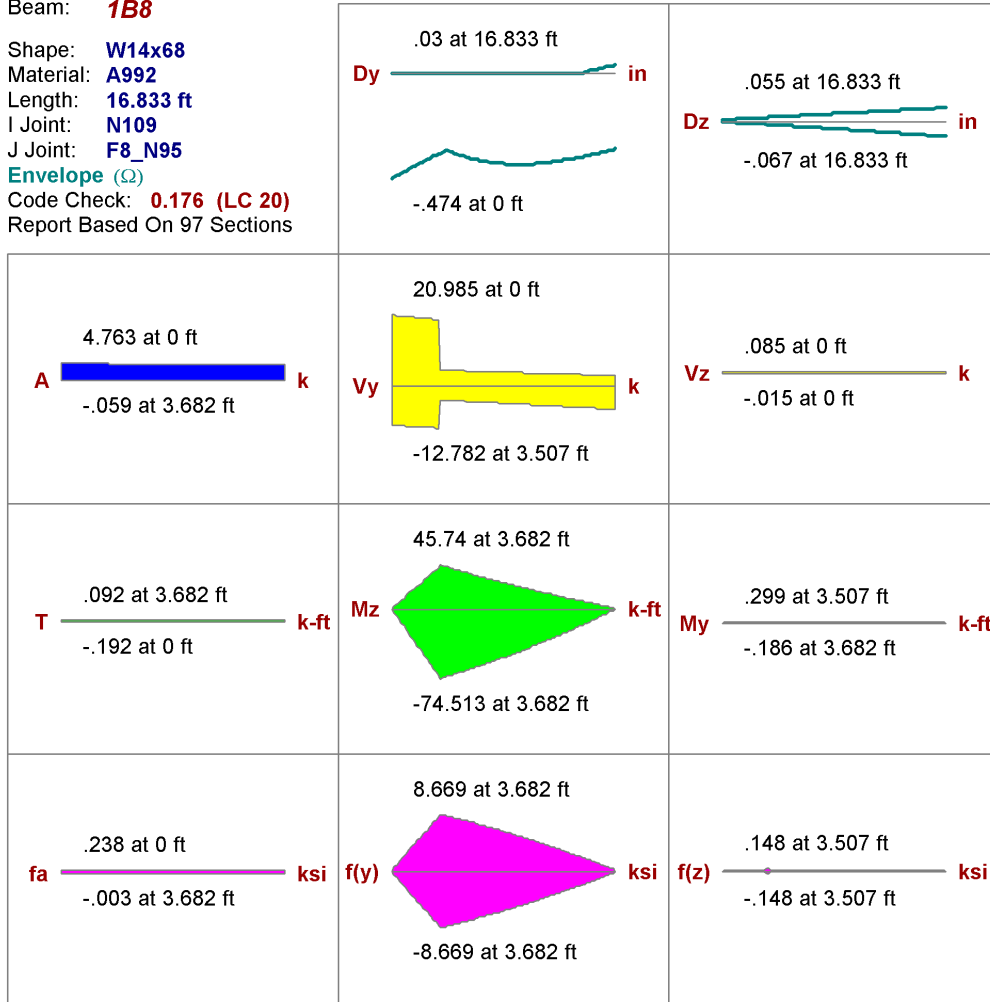 Beam: 1B8
Shape: W14x68
Material: A992
Length: 16.833 ft
I Joint: N109
J Joint: F8_N95
Envelope (Ω)
Code Check: 0.176 (LC 20)
Report Based On 97 Sections
.03 at 16.833 ft
Dy in
-.474 at 0 ft
.055 at 16.833 ft
Dz in
-.067 at 16.833 ft
4.763 at 0 ft
A k
-.059 at 3.682 ft
20.985 at 0 ft
Vy k
-12.782 at 3.507 ft
.085 at 0 ft
Vz k
-.015 at 0 ft
.092 at 3.682 ft
T k-ft
-.192 at 0 ft
45.74 at 3.682 ft
Mz k-ft
-74.513 at 3.682 ft
.299 at 3.507 ft
My k-ft
-.186 at 3.682 ft
.238 at 0 ft
fa ksi
-.003 at 3.682 ft
8.669 at 3.682 ft
f(y) ksi
-8.669 at 3.682 ft
.148 at 3.507 ft
f(z) ksi
-.148 at 3.507 ft